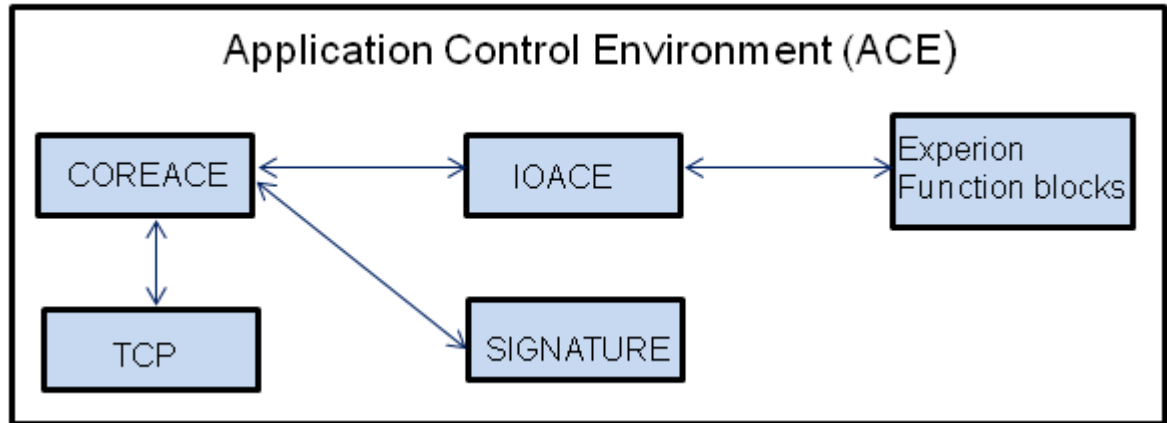 Application Control Environment (ACE)
COREACE
IOACE
Experion
Function blocks
TCP
SIGNATURE